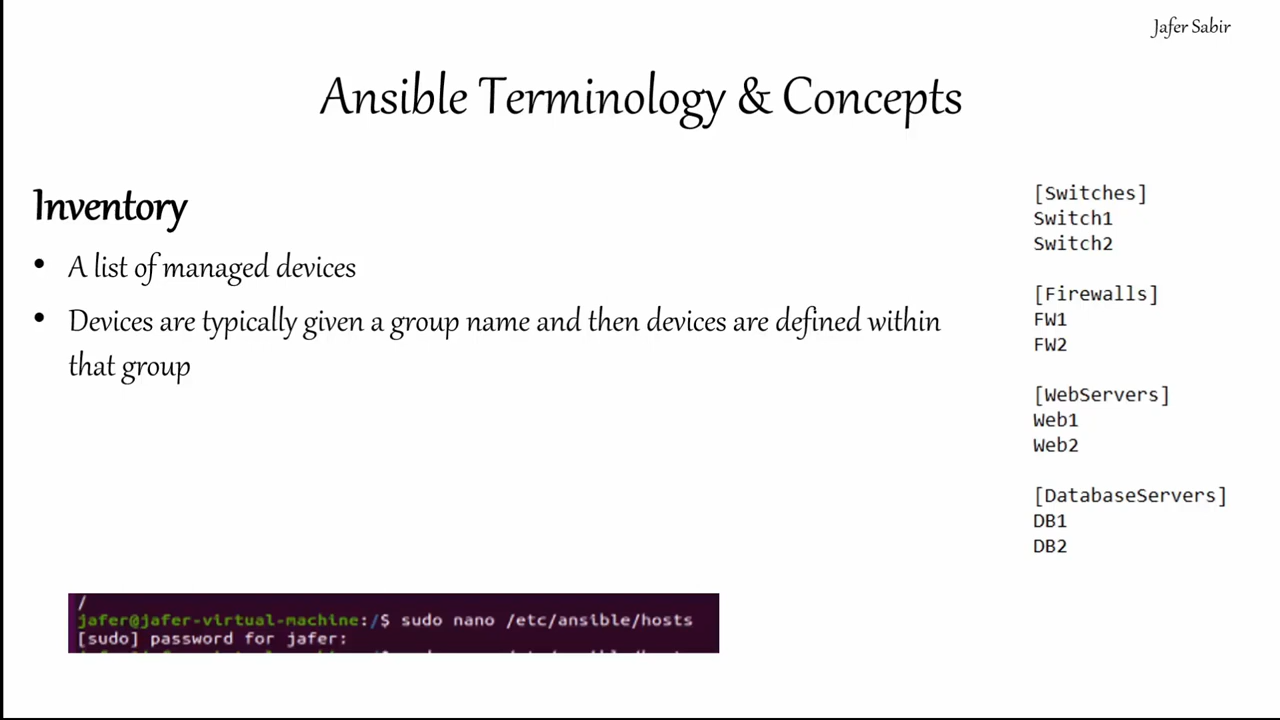 Jafer Sabir
Ansible Terminology & Concepts
Inventory
• A list of managed devices
• Devices are typically given a group name and then devices are defined within
that group
[Switches]
Switch1
Switch2
[Firewalls]
FW1
FW2
[WebServers]
Web1
Web2
[DatabaseServers]
DB1
DB2
/
jafer@jafer-virtual-machine:/$ sudo nano /etc/ansible/hosts
[sudo] password for jafer: